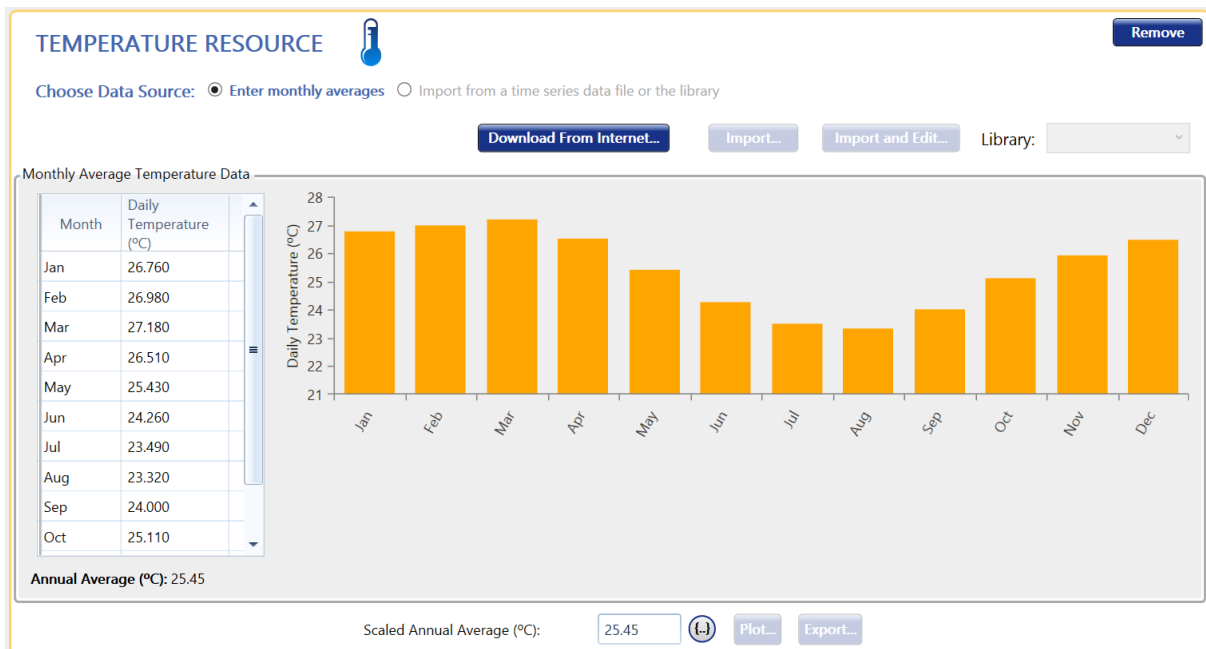 TEMPERATURE RESOURCE
Remove
Choose Data Source: Enter monthly averages Import from a time series data file or the library
Download From Internet... Import... Import and Edit... Library:
Monthly Average Temperature Data
Month Daily Temperature (ºC)
Jan 26.760
Feb 26.980
Mar 27.180
Apr 26.510
May 25.430
Jun 24.260
Jul 23.490
Aug 23.320
Sep 24.000
Oct 25.110
Annual Average (ºC): 25.45
Daily Temperature (ºC)
28
27
26
25
24
23
22
21
Jan Feb Mar Apr May Jun Jul Aug Sep Oct Nov Dec
Scaled Annual Average (ºC): 25.45 {..} Plot... Export...